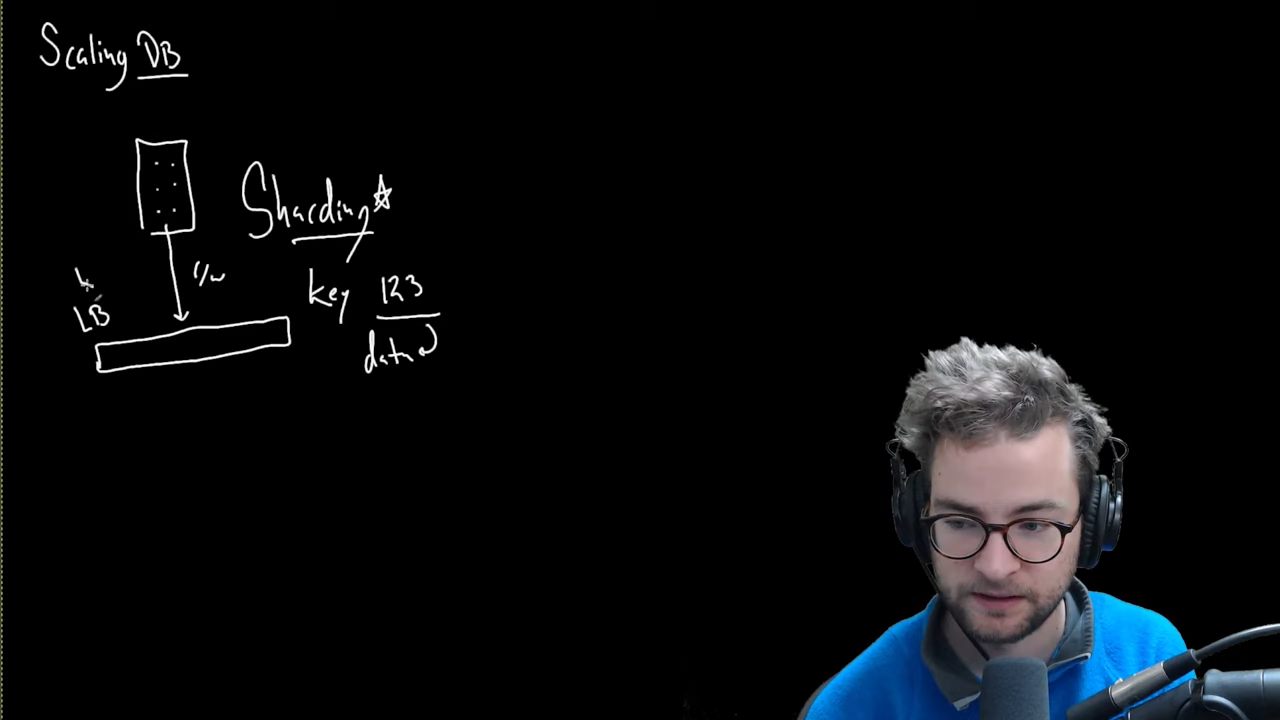 Scaling DB
Sharding
r/w
key 123
LB
data